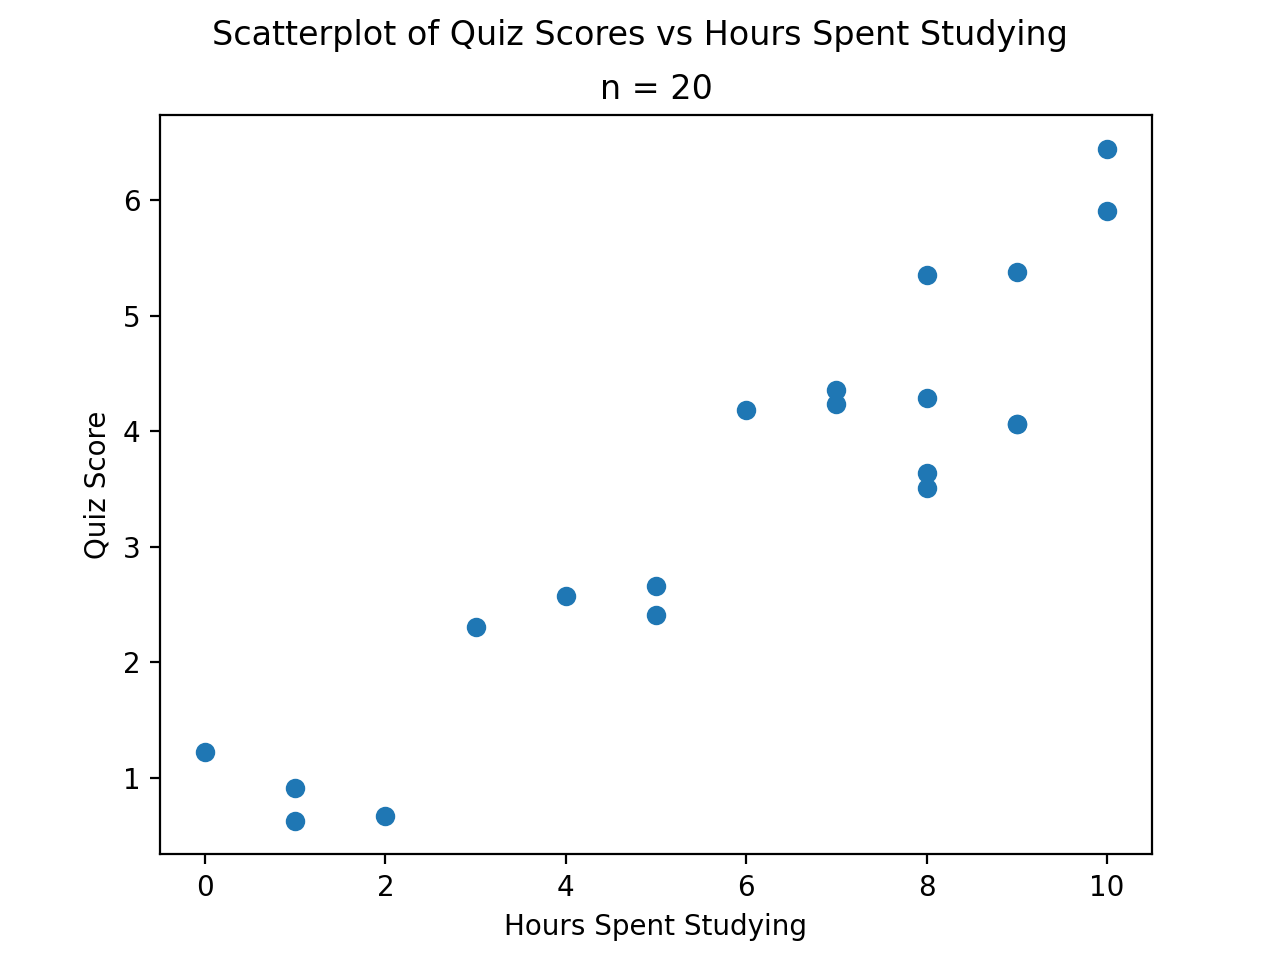 Scatterplot of Quiz Scores vs Hours Spent Studying
n = 20
6
5
4
3
2
1
Quiz Score
0 2 4 6 8 10
Hours Spent Studying